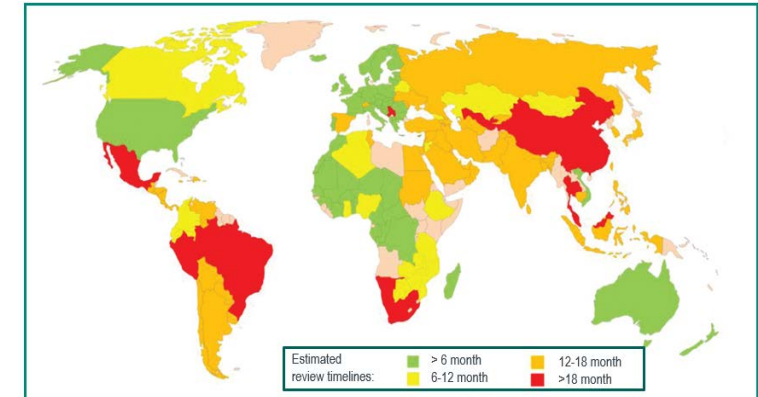 Estimated
review timelines:
> 6 month
6-12 month
12-18 month
>18 month